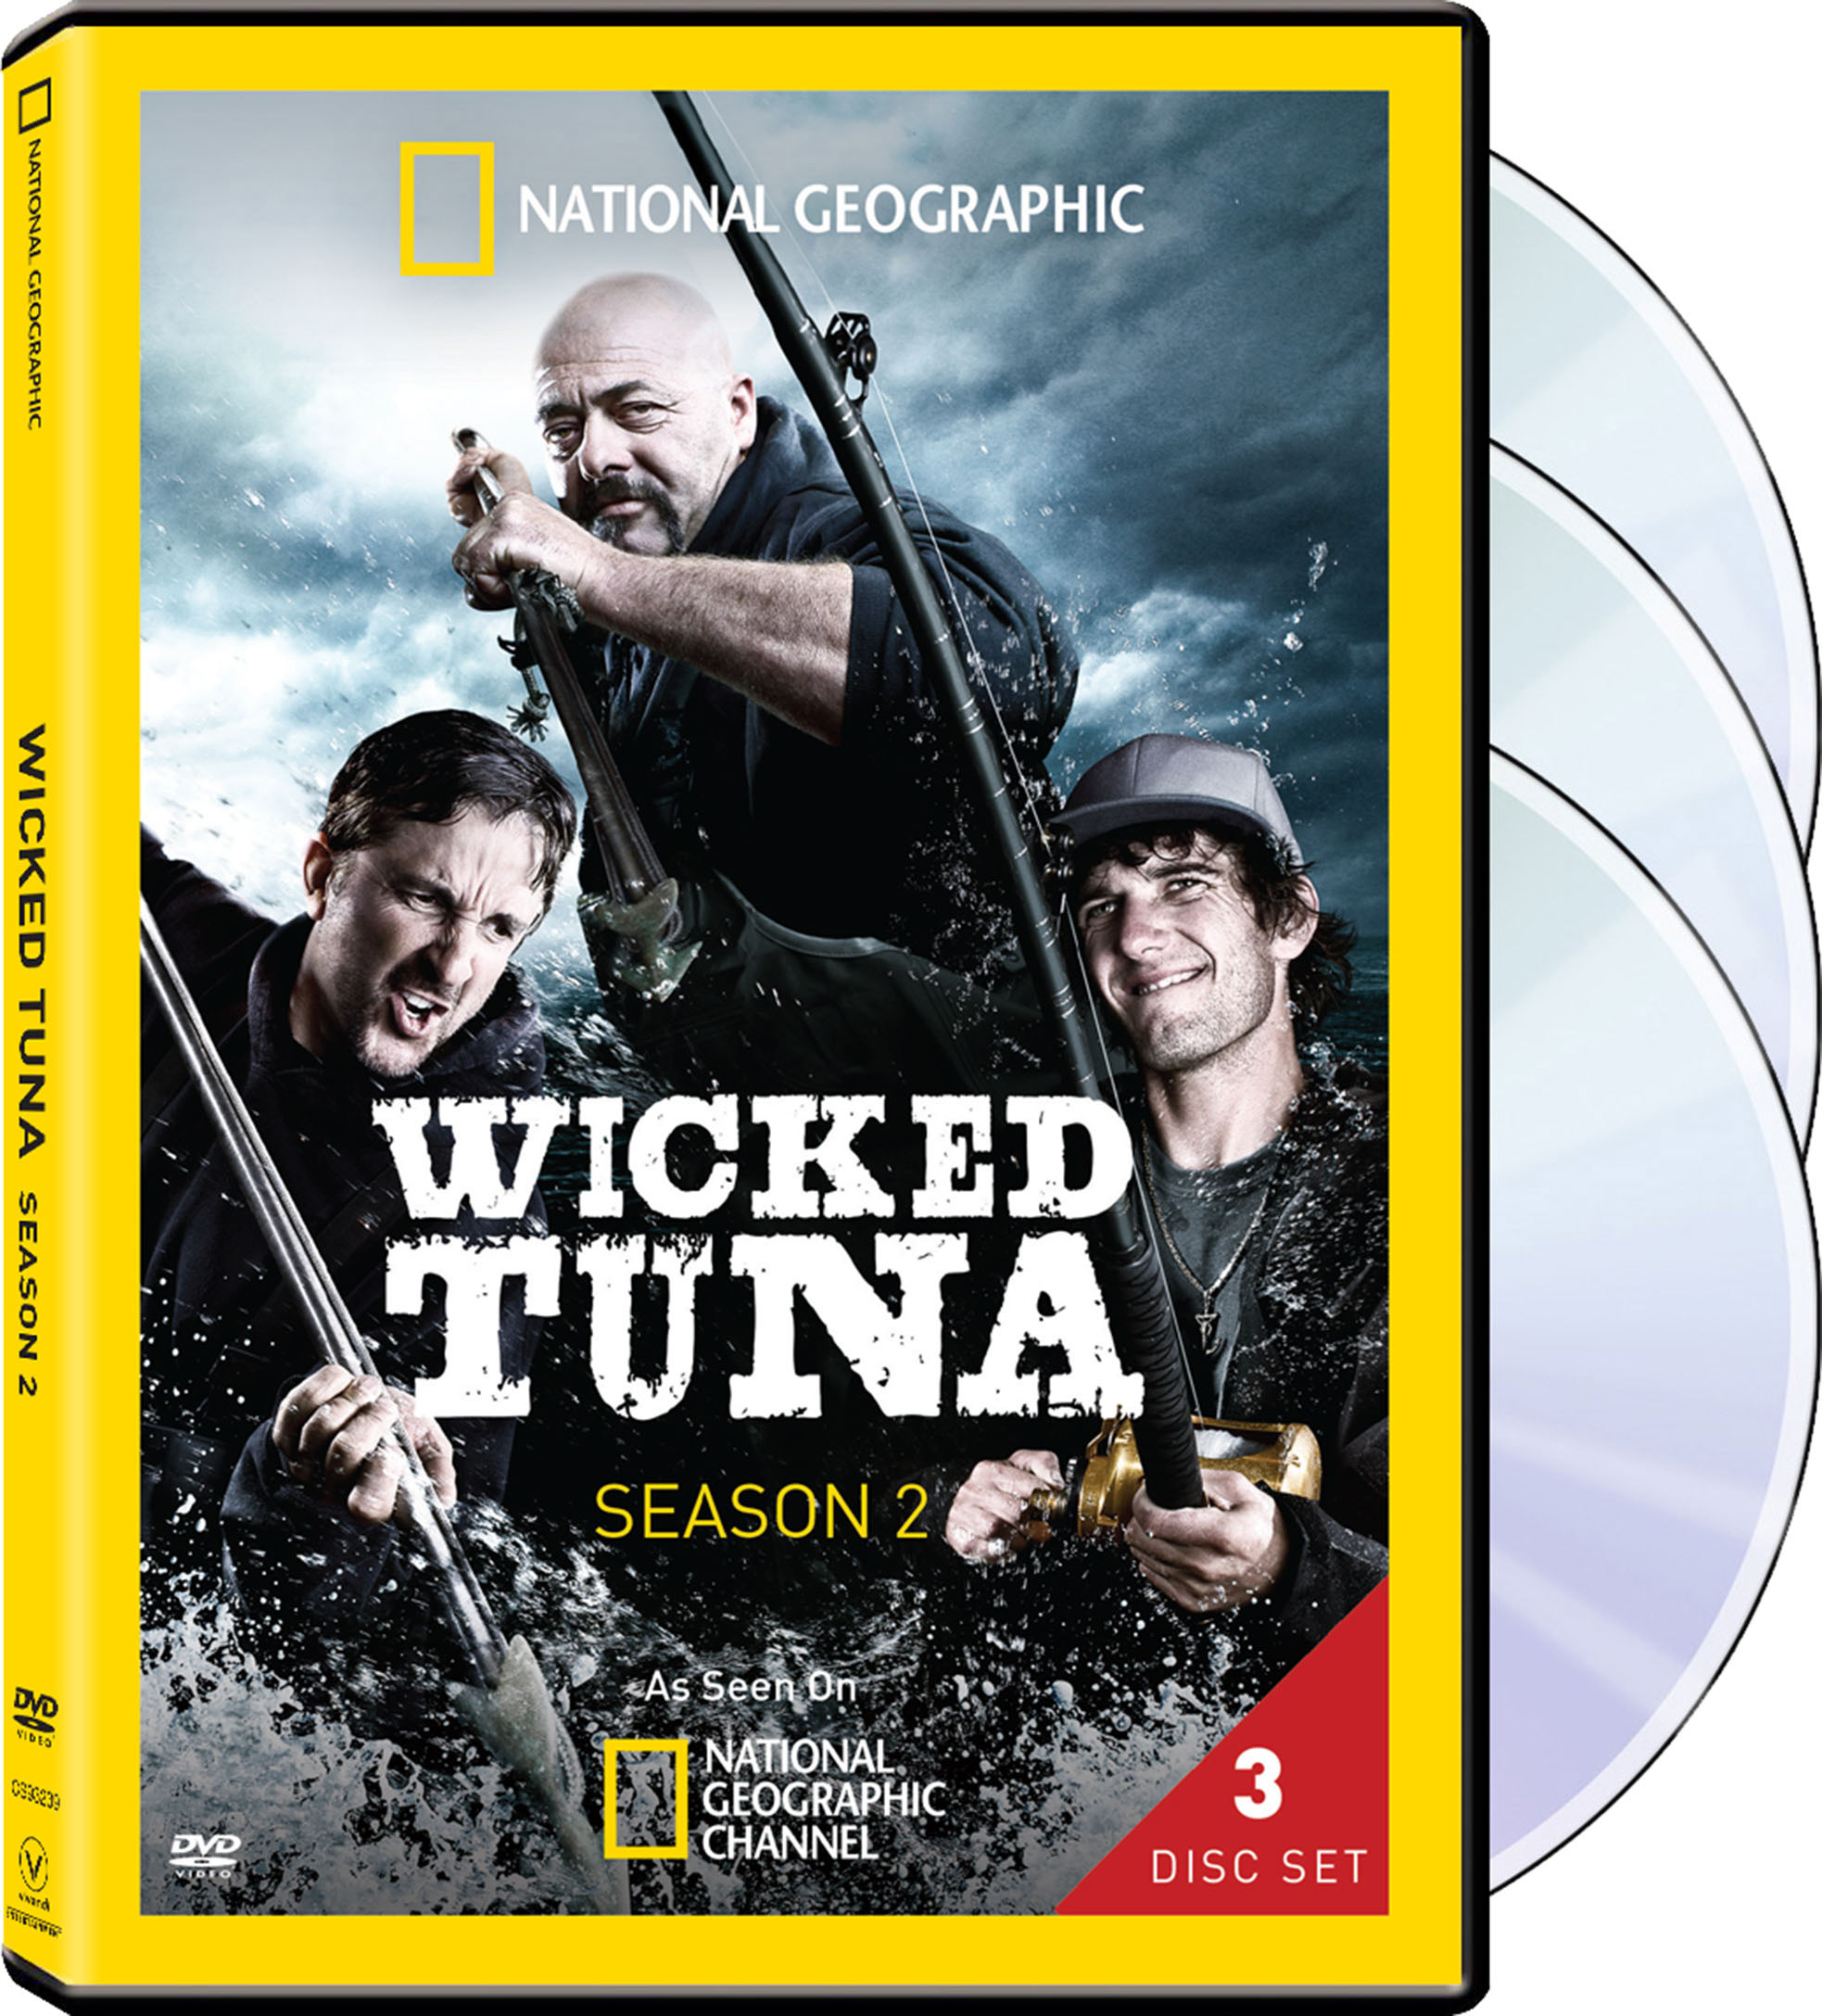 NATIONAL GEOGRAPHIC
WICKED TUNA SEASON 2
DVD
VIDEO
CS93239
NATIONAL GEOGRAPHIC
WICKED
TUNA
SEASON 2
As Seen On
NATIONAL
GEOGRAPHIC
CHANNEL
DVD
VIDEO
3
DISC SET